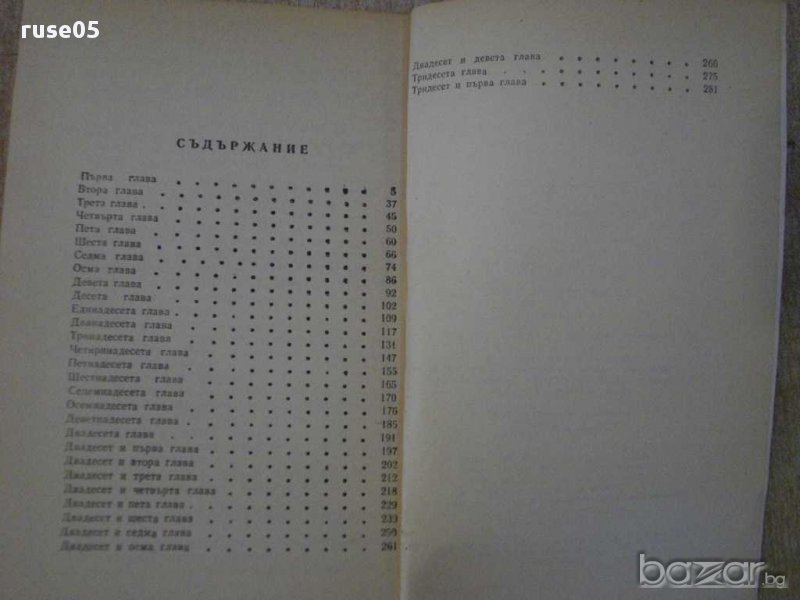 ruse05
СЪДЪРЖАНИЕ
Първа глава . . . . . . . . . . . 5
Втора глава . . . . . . . . . . . 37
Трета глава . . . . . . . . . . . 45
Четвърта глава . . . . . . . . . . . 50
Пета глава . . . . . . . . . . . 60
Шеста глава . . . . . . . . . . . 66
Седма глава . . . . . . . . . . . 74
Осма глава . . . . . . . . . . . 86
Девета глава . . . . . . . . . . . 92
Десета глава . . . . . . . . . . . 102
Единадесета глава . . . . . . . . . . 109
Дванадесета глава . . . . . . . . . . 117
Тринадесета глава . . . . . . . . . . 131
Четиринадесета глава . . . . . . . . . 147
Петнадесета глава . . . . . . . . . . 155
Шестнадесета глава . . . . . . . . . 165
Седемнадесета глава . . . . . . . . . 170
Осемнадесета глава . . . . . . . . . 176
Деветнадесета глава . . . . . . . . . 185
Двадесета глава . . . . . . . . . . 191
Двадесет и първа глава . . . . . . . . 197
Двадесет и втора глава . . . . . . . . 202
Двадесет и трета глава . . . . . . . . 212
Двадесет и четвърта глава . . . . . . . 218
Двадесет и пета глава . . . . . . . . 229
Двадесет и шеста глава . . . . . . . . 239
Двадесет и седма глава . . . . . . . . 250
Двадесет и осма глава . . . . . . . . 261
Двадесет и девета глава . . . . . . . 266
Тридесета глава . . . . . . . . . 275
Тридесет и първа глава . . . . . . . 281
bazar.bg